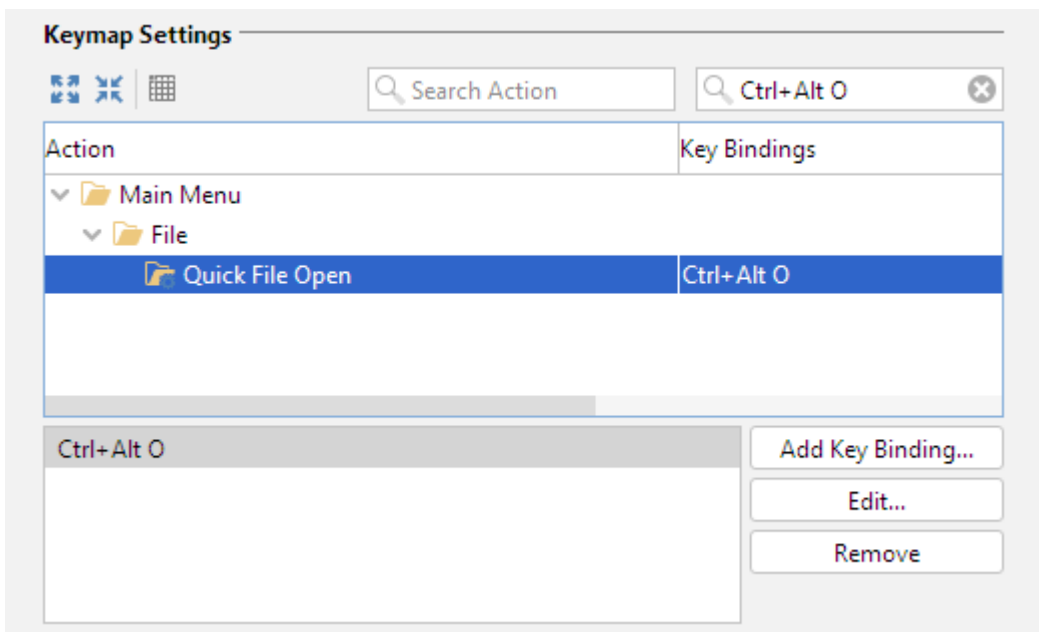 Keymap Settings
Search Action
Ctrl+Alt O
Action
Key Bindings
Main Menu
File
Quick File Open
Ctrl+Alt O
Ctrl+Alt O
Add Key Binding...
Edit...
Remove